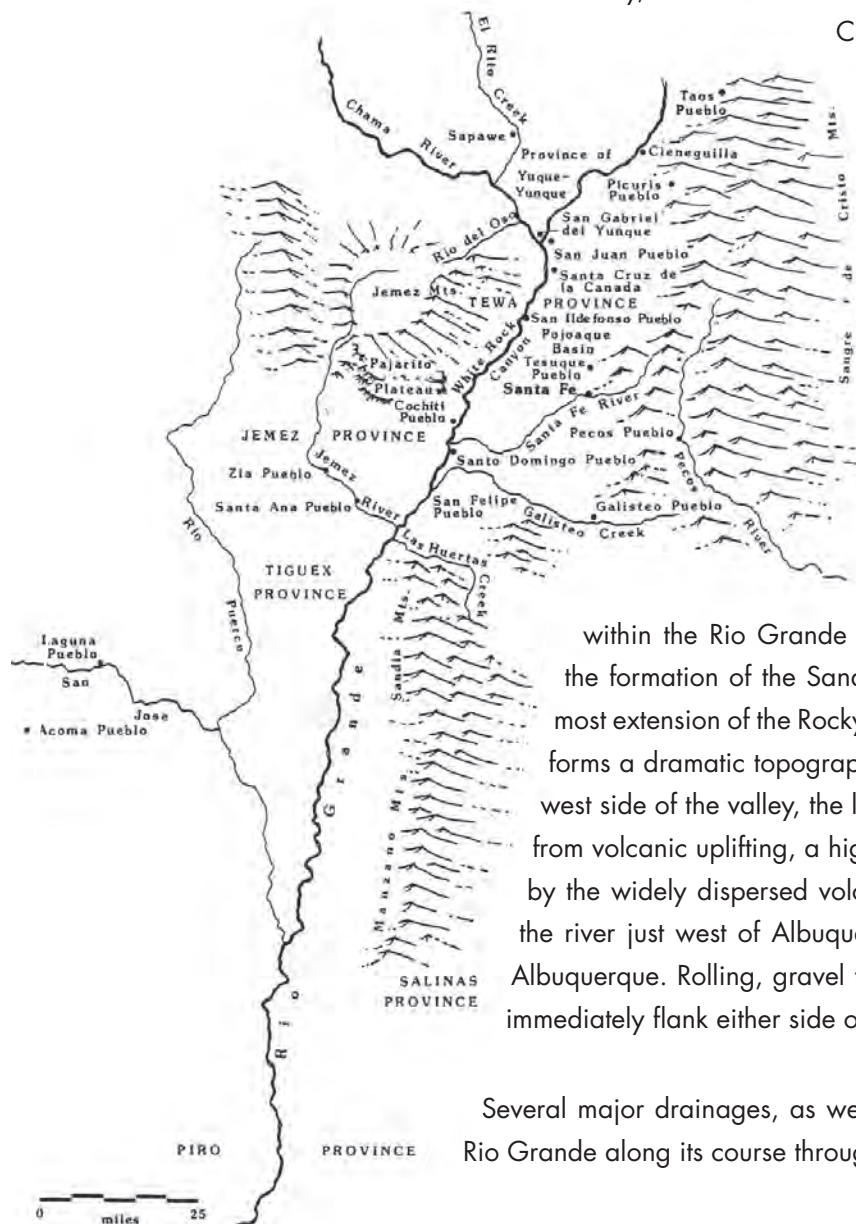 El Rito Creek
Chama River
Sapawe
Province of
Yuque-
Yunque
Taos
Pueblo
Cieneguilla
Picuris
Pueblo
Sangre de Cristo Mts.
San Gabriel
del Yunque
San Juan Pueblo
Santa Cruz de
la Canada
Rio del Oso
Jemez Mts.
TEWA PROVINCE
San Ildefonso Pueblo
White Rock
Canyon
Pojoaque
Basin
Tesuque
Pueblo
Santa Fe
Pajarito
Plateau
Cochiti
Pueblo
Santa Fe River
Pecos Pueblo
Pecos River
JEMEZ PROVINCE
Santo Domingo Pueblo
Zia Pueblo
Jemez River
Santa Ana Pueblo
San Felipe
Pueblo
Galisteo Pueblo
Galisteo Creek
Las Huertas Creek
TIGUEX
PROVINCE
Rio Puerco
Sandia Mts.
Laguna
Pueblo
San Jose
Acoma Pueblo
Rio Grande
Manzano Mts.
SALINAS
PROVINCE
PIRO PROVINCE
0 25
miles
C
within the Rio Grande
the formation of the Sand
most extension of the Rocky
forms a dramatic topograp
west side of the valley, the l
from volcanic uplifting, a hig
by the widely dispersed volc
the river just west of Albuque
Albuquerque. Rolling, gravel
immediately flank either side o
Several major drainages, as we
Rio Grande along its course throug